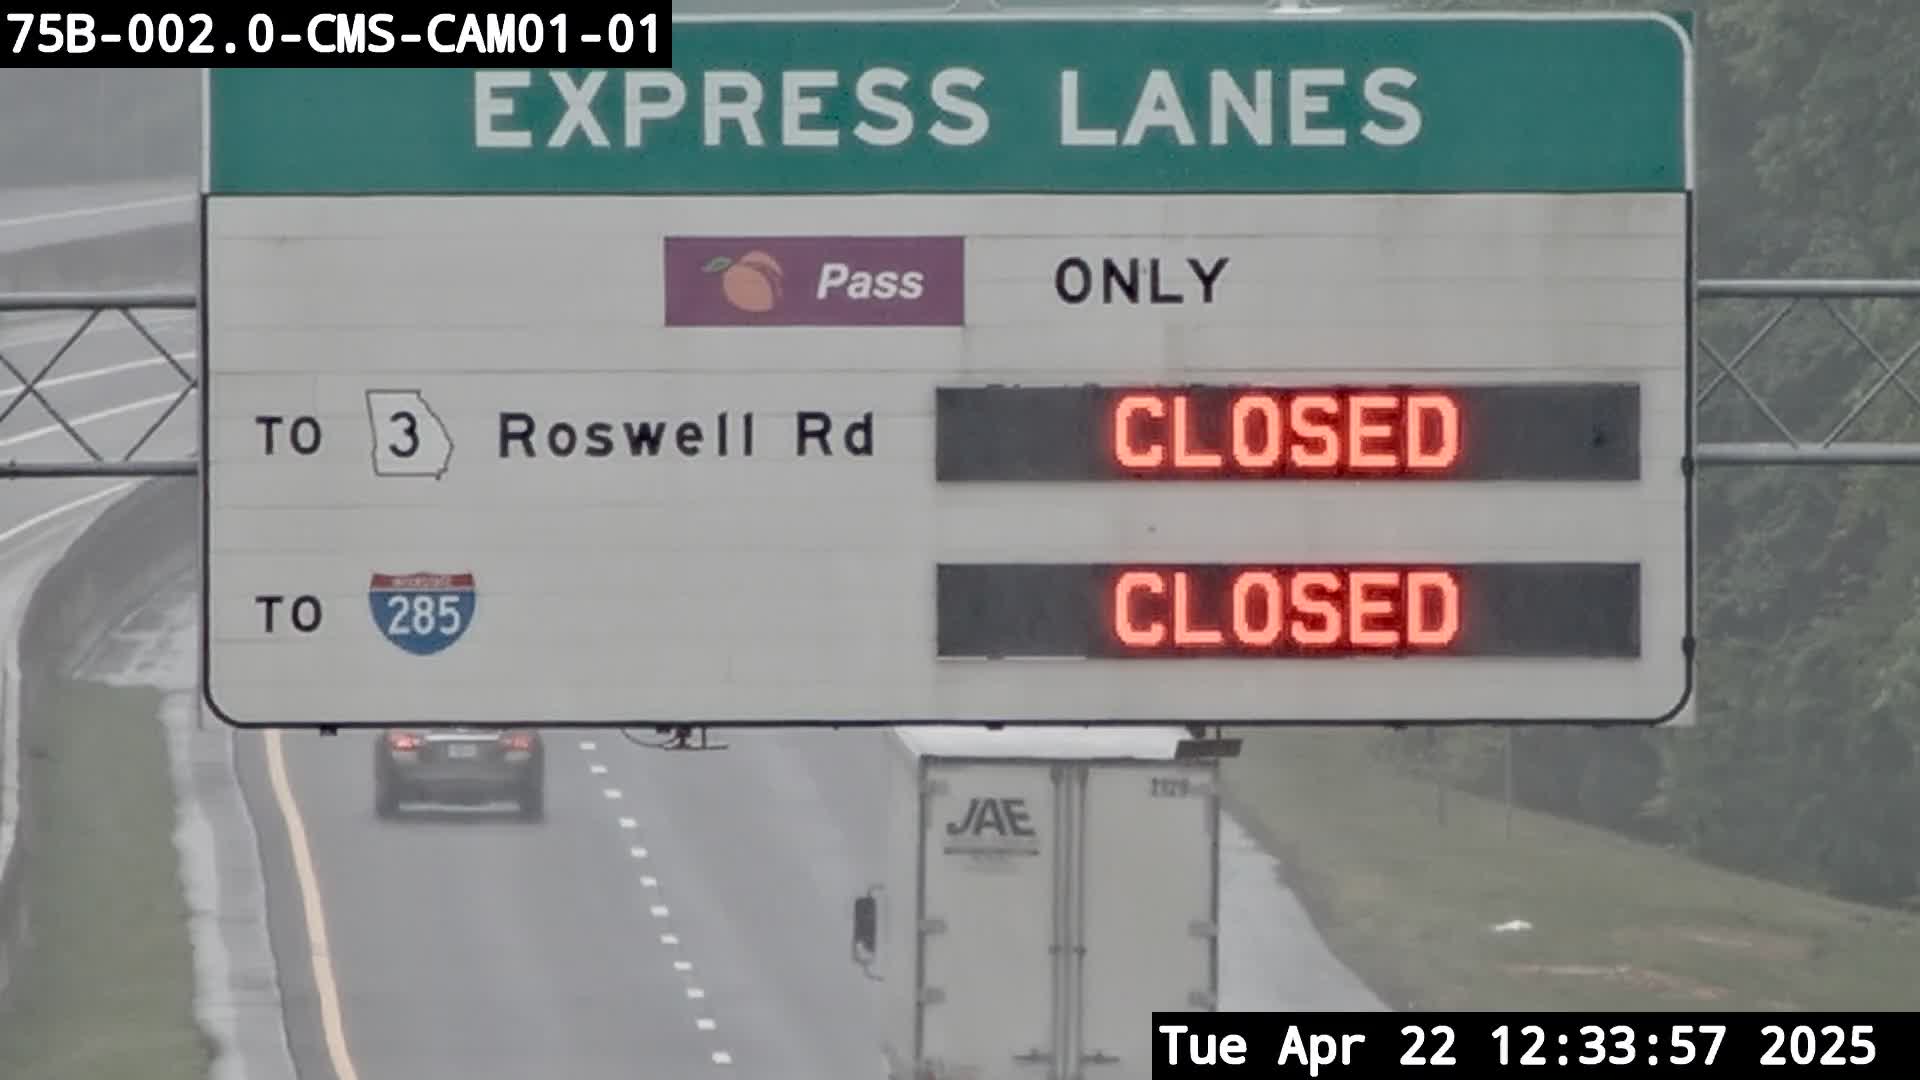 75B-002.0-CMS-CAM01-01
EXPRESS LANES
Pass ONLY
TO 3 Roswell Rd CLOSED
INTERSTATE
TO 285 CLOSED
JAE
Tue Apr 22 12:33:57 2025